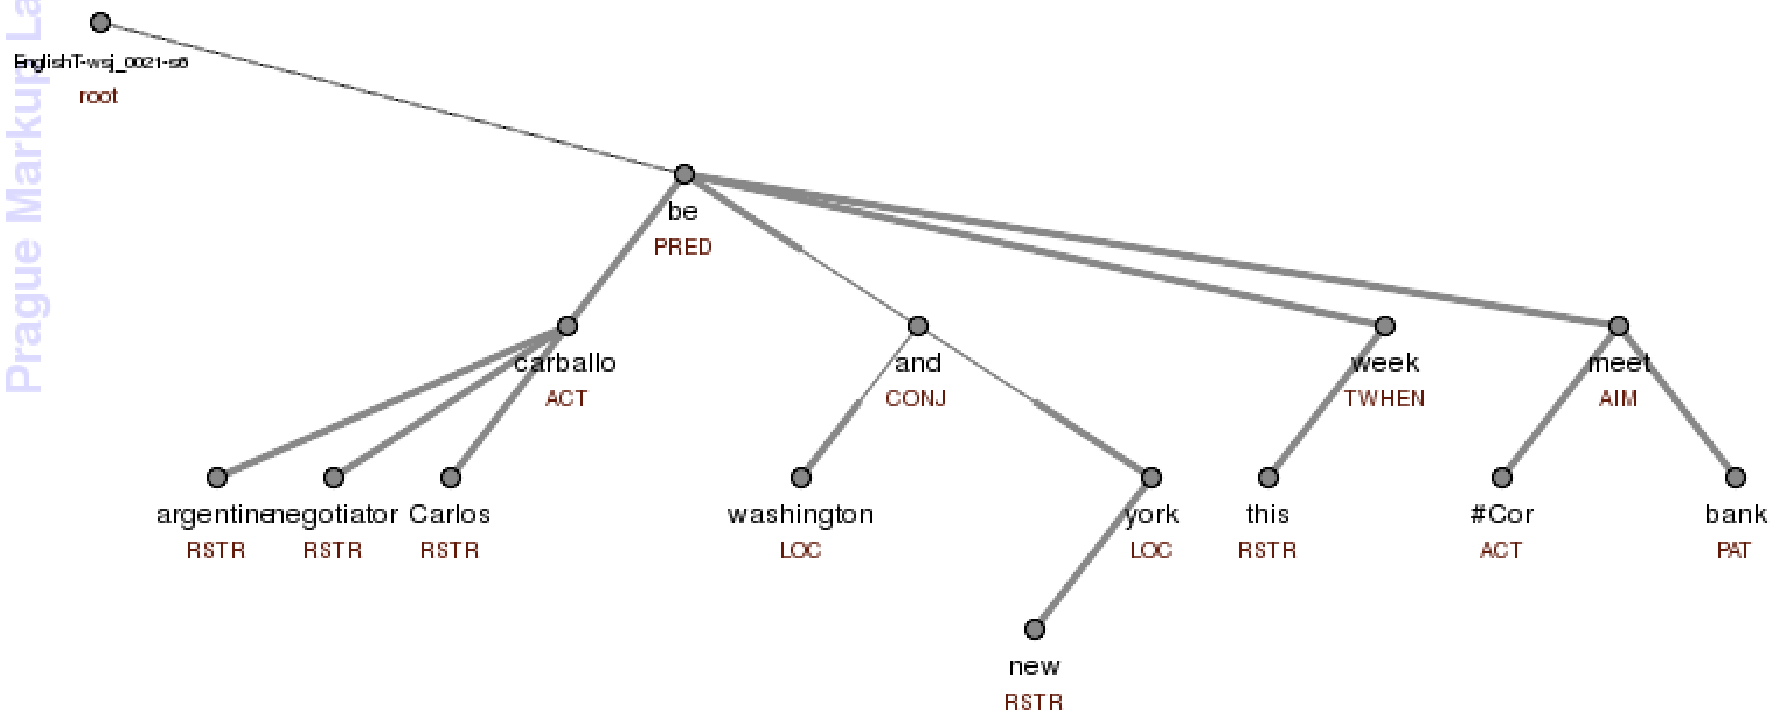 Prague Markup La
EnglishT-wsj_0021-s6
root
be
PRED
carballo and week meet
ACT CONJ TWHEN AIM
argentine negotiator Carlos washington york this #Cor bank
RSTR RSTR RSTR LOC LOC RSTR ACT PAT
new
RSTR